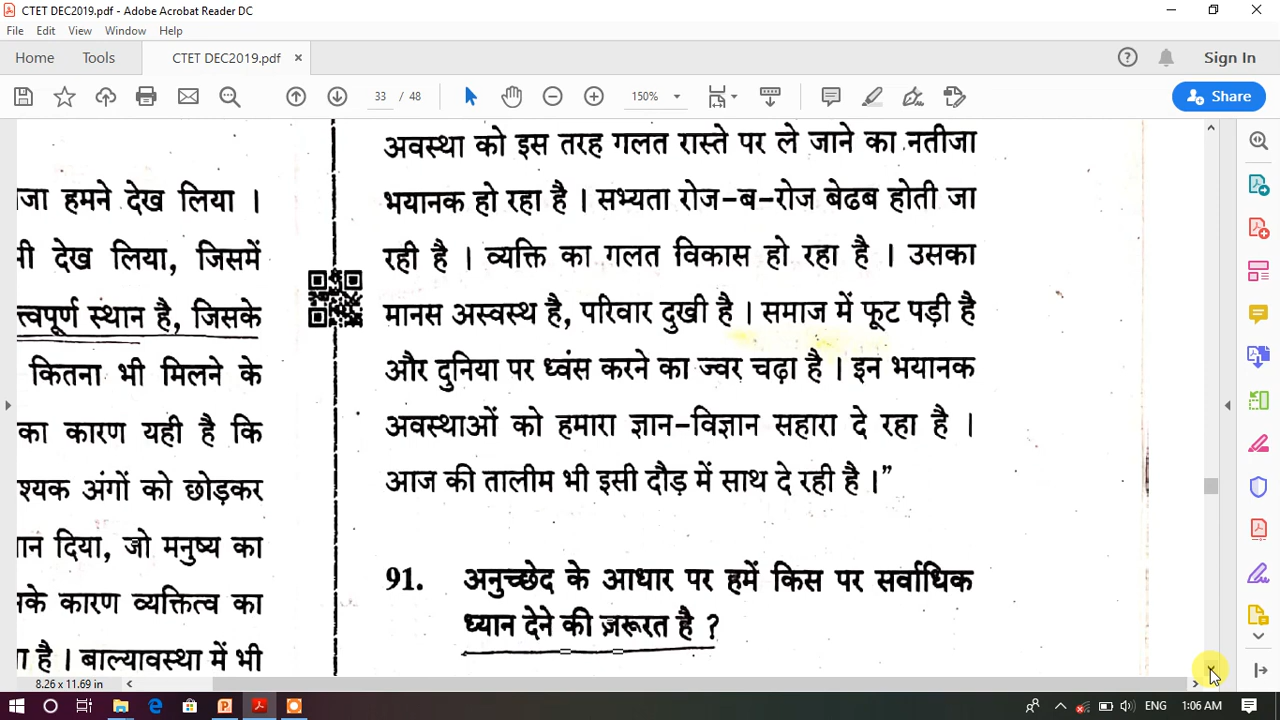 CTET DEC2019.pdf - Adobe Acrobat Reader DC
File Edit View Window Help
Home Tools CTET DEC2019.pdf × Sign In
33 / 48 150% Share
जा हमने देख लिया ।
देख लिया, जिसमें
त्वपूर्ण स्थान है, जिसके
कितना भी मिलने के
का कारण यही है कि
श्यक अंगों को छोड़कर
दिया, जो मनुष्य का
के कारण व्यक्तित्व का
है । बाल्यावस्था में भी
अवस्था को इस तरह गलत रास्ते पर ले जाने का नतीजा
भयानक हो रहा है । सभ्यता रोज-ब-रोज बेढब होती जा
रही है । व्यक्ति का गलत विकास हो रहा है । उसका
मानस अस्वस्थ है, परिवार दुखी है । समाज में फूट पड़ी है
और दुनिया पर ध्वंस करने का ज्वर चढ़ा है । इन भयानक
अवस्थाओं को हमारा ज्ञान-विज्ञान सहारा दे रहा है ।
आज की तालीम भी इसी दौड़ में साथ दे रही है ।”
91. अनुच्छेद के आधार पर हमें किस पर सर्वाधिक
ध्यान देने की ज़रूरत है ?
8.26 x 11.69 in
ENG 1:06 AM